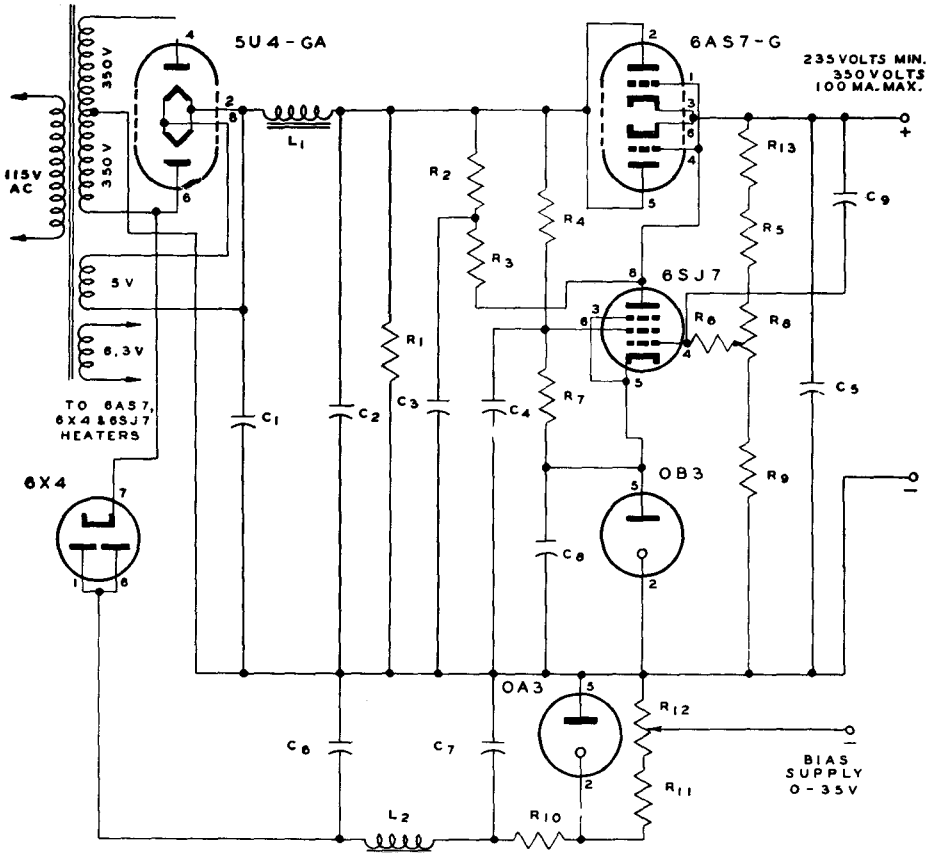 5U4-GA
6AS7-G
4
2
235 VOLTS MIN.
350 VOLTS
100 MA. MAX.
350V
1
2
8
3
+
L1
6
R13
115V
AC
350V
4
R2
C9
6
5
R4
R5
R3
8
6SJ7
5V
3
6
R6
R8
R1
4
6.3V
C3
C4
R7
5
C5
TO 6AS7,
6X4 & 6SJ7
HEATERS
C1
C2
6X4
OB3
R9
5
7
C8
1
6
2
OA3
5
R12
C6
C7
BIAS
SUPPLY
0-35V
2
R11
L2
R10